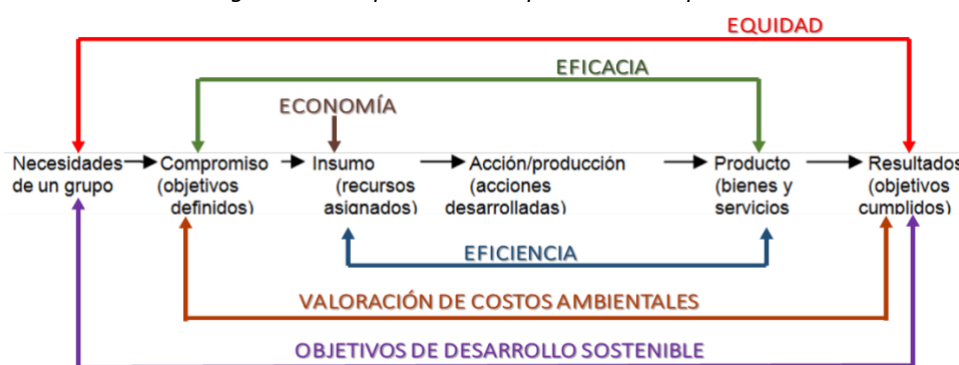 EQUIDAD
EFICACIA
ECONOMÍA
Necesidades Compromiso Insumo Acción/producción Producto Resultados
de un grupo (objetivos (recursos (acciones (bienes y (objetivos
definidos) asignados) desarrolladas) servicios cumplidos)
EFICIENCIA
VALORACIÓN DE COSTOS AMBIENTALES
OBJETIVOS DE DESARROLLO SOSTENIBLE